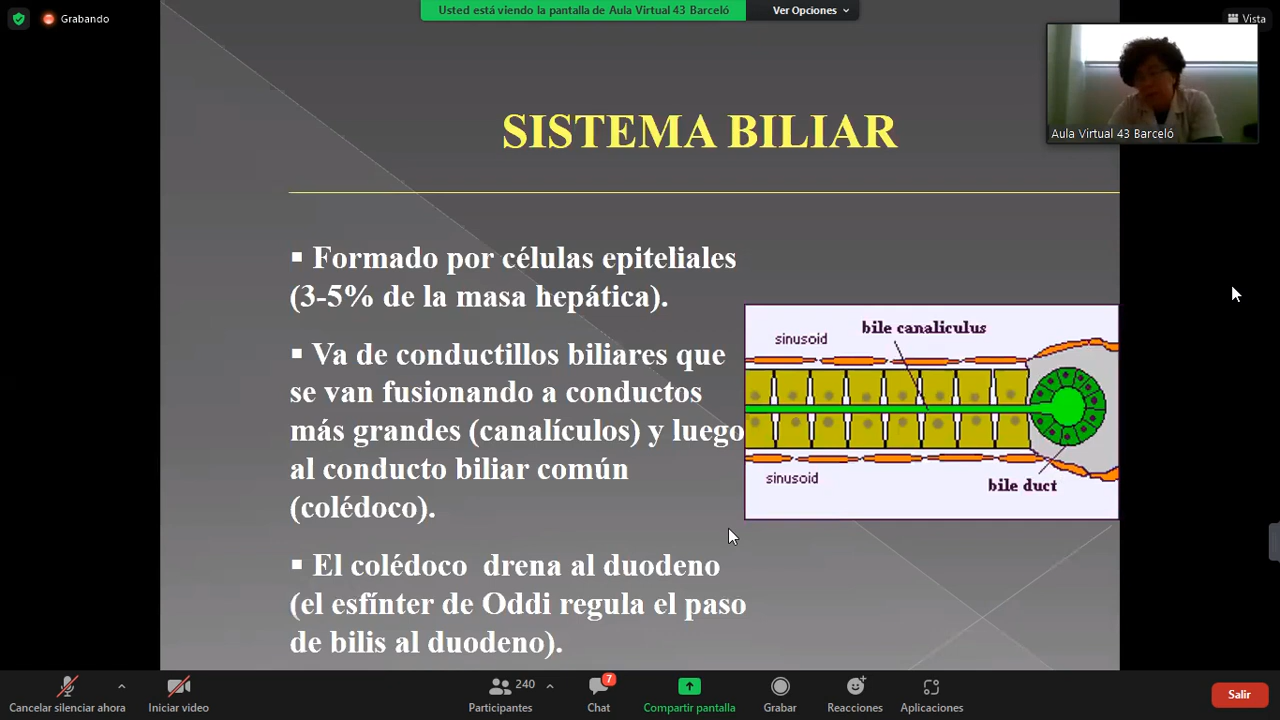 Grabando
Usted está viendo la pantalla de Aula Virtual 43 Barceló
Ver Opciones
Vista
Aula Virtual 43 Barceló
SISTEMA BILIAR
▪ Formado por células epiteliales
(3-5% de la masa hepática).
▪ Va de conductillos biliares que
se van fusionando a conductos
más grandes (canalículos) y luego
al conducto biliar común
(colédoco).
▪ El colédoco drena al duodeno
(el esfínter de Oddi regula el paso
de bilis al duodeno).
sinusoid
bile canaliculus
sinusoid
bile duct
Cancelar silenciar ahora
Iniciar video
240
Participantes
7
Chat
Compartir pantalla
Grabar
Reacciones
Aplicaciones
Salir